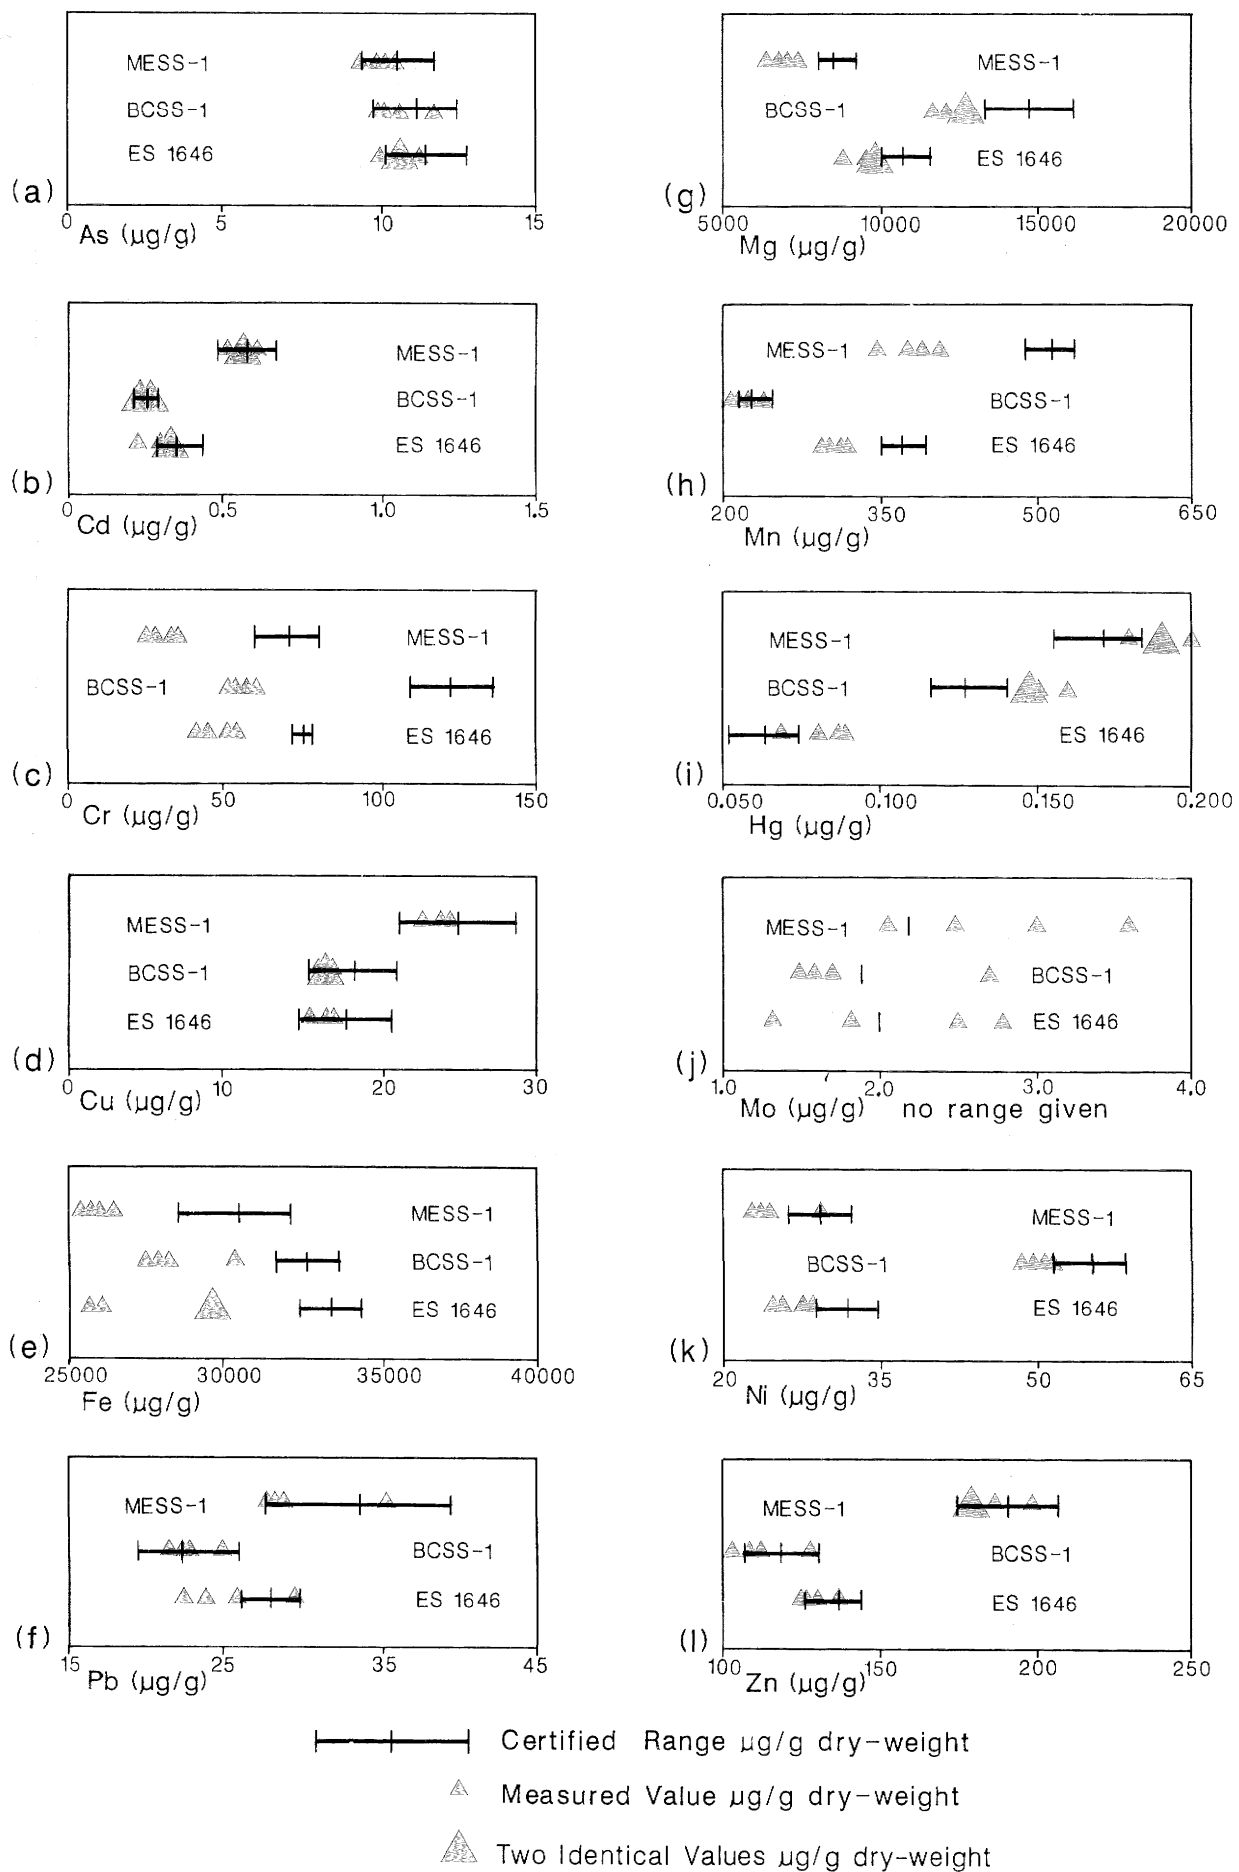 MESS-1
BCSS-1
ES 1646
(a)
0 5 10 15
As (µg/g)
MESS-1
BCSS-1
ES 1646
(b)
0 0.5 1.0 1.5
Cd (µg/g)
MESS-1
BCSS-1
ES 1646
(c)
0 50 100 150
Cr (µg/g)
MESS-1
BCSS-1
ES 1646
(d)
0 10 20 30
Cu (µg/g)
MESS-1
BCSS-1
ES 1646
(e)
25000 30000 35000 40000
Fe (µg/g)
MESS-1
BCSS-1
ES 1646
(f)
15 25 35 45
Pb (µg/g)
MESS-1
BCSS-1
ES 1646
(g)
5000 10000 15000 20000
Mg (µg/g)
MESS-1
BCSS-1
ES 1646
(h)
200 350 500 650
Mn (µg/g)
MESS-1
BCSS-1
ES 1646
(i)
0.050 0.100 0.150 0.200
Hg (µg/g)
MESS-1
BCSS-1
ES 1646
(j)
1.0 2.0 3.0 4.0
Mo (µg/g) no range given
MESS-1
BCSS-1
ES 1646
(k)
20 35 50 65
Ni (µg/g)
MESS-1
BCSS-1
ES 1646
(l)
100 150 200 250
Zn (µg/g)
Certified Range µg/g dry-weight
Measured Value µg/g dry-weight
Two Identical Values µg/g dry-weight